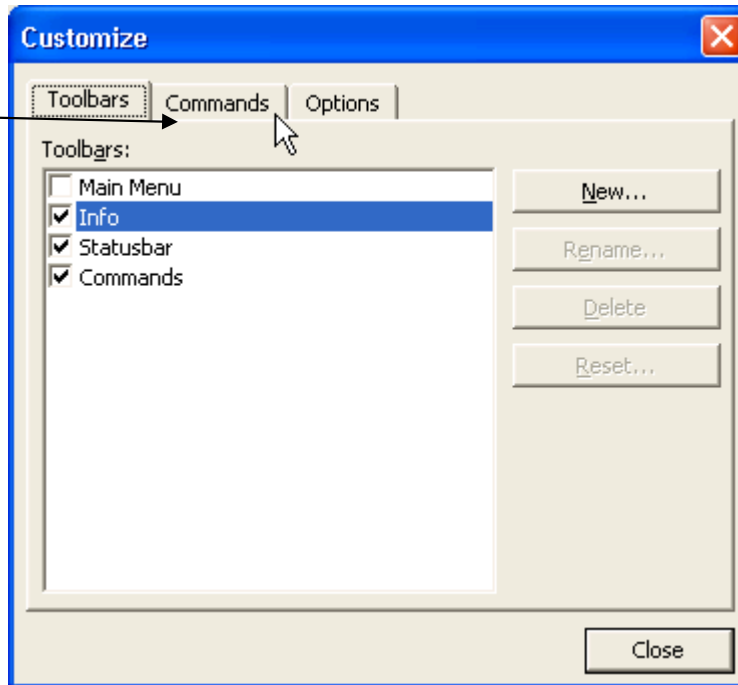 Customize
Toolbars Commands Options
Toolbars:
Main Menu
Info
Statusbar
Commands
New...
Rename...
Delete
Reset...
Close